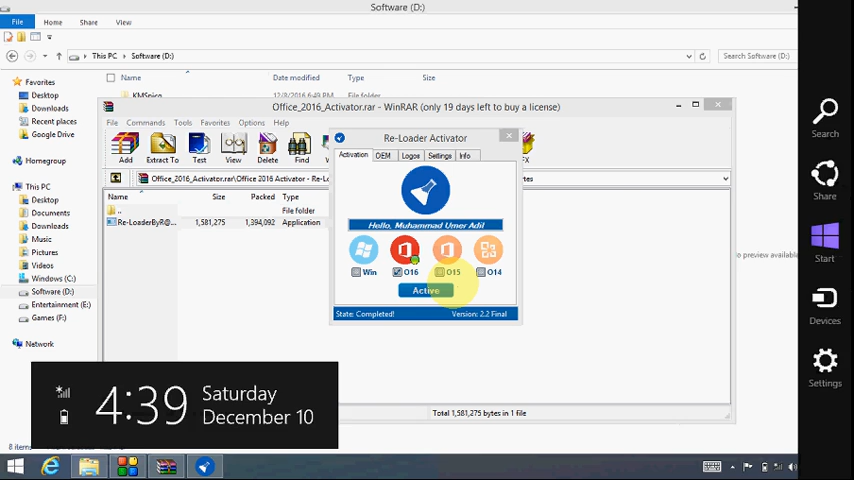 Software (D:)
File Home Share View
This PC Software (D:) Search Software (D:)
Name Date modified Type Size
Favorites
Desktop
Downloads
Recent places
Google Drive
Homegroup
This PC
Desktop
Documents
Downloads
Music
Pictures
Videos
Windows (C:)
Software (D:)
Entertainment (E:)
Games (F:)
Network
KMSpico 12/8/2016 6:49 PM File folder
Office_2016_Activator.rar - WinRAR (only 19 days left to buy a license)
File Commands Tools Favorites Options Help
Add Extract To Test View Delete Find
Office_2016_Activator.rar\Office 2016 Activator - Re-Lo
Name Size Packed Type
.. File folder
Re-LoaderByR@... 1,581,275 1,394,092 Application
Total 1,581,275 bytes in 1 file
Re-Loader Activator
Activation OEM Logos Settings Info
Hello, Muhammad Umer Adil
Win O16 O15 O14
Active
State: Completed! Version: 2.2 Final
o preview available.
Search
Share
Start
Devices
Settings
4:39 Saturday
December 10
8 items